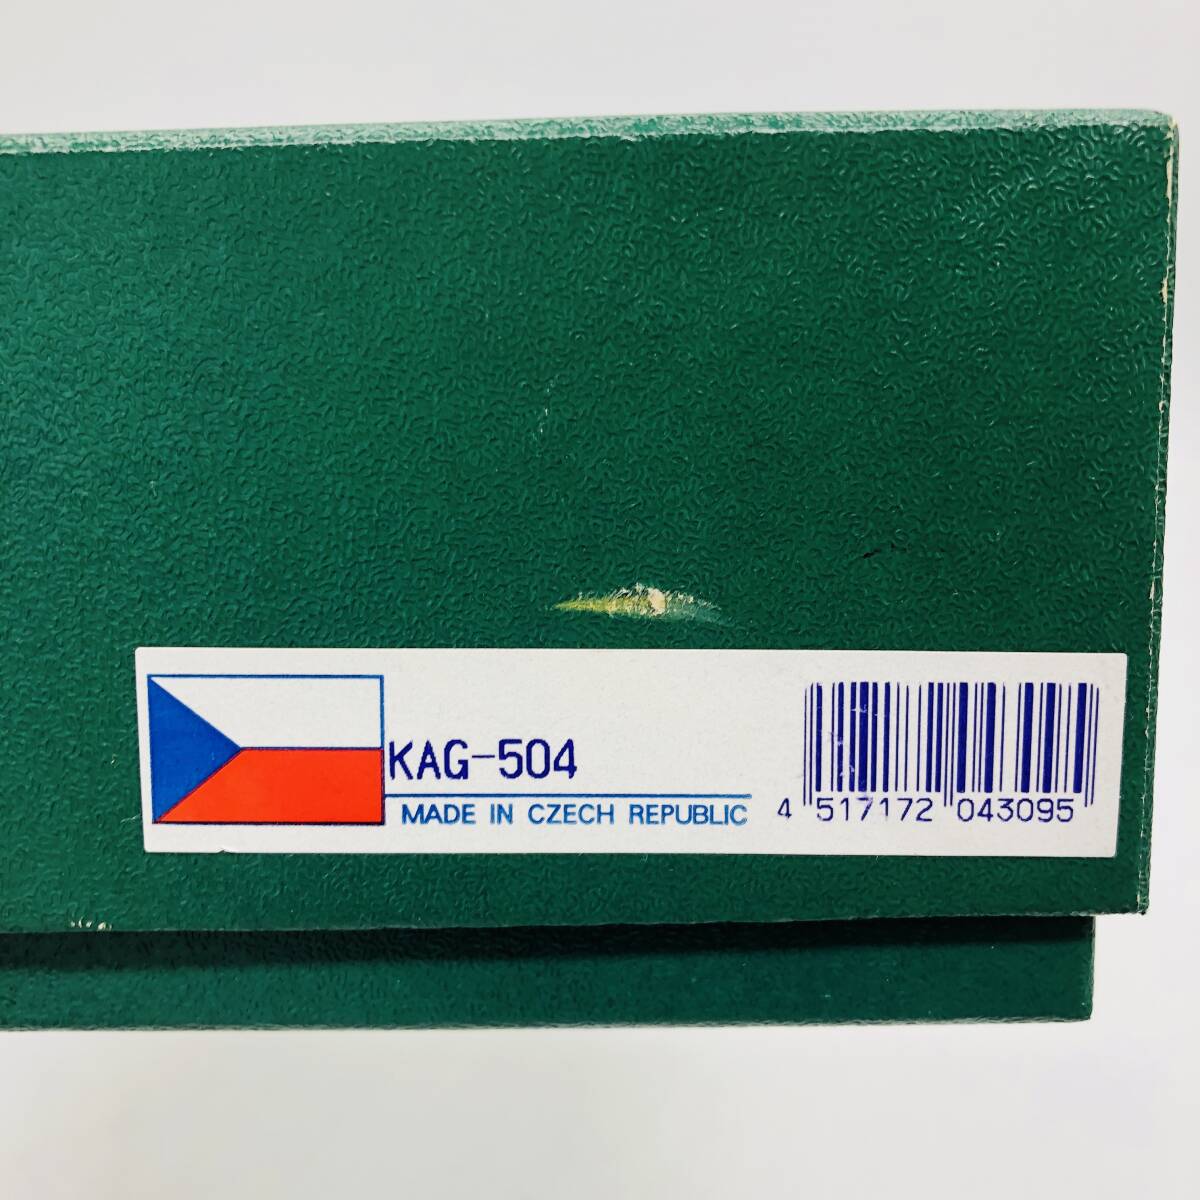 KAG-504
MADE IN CZECH REPUBLIC
4 517172 043095